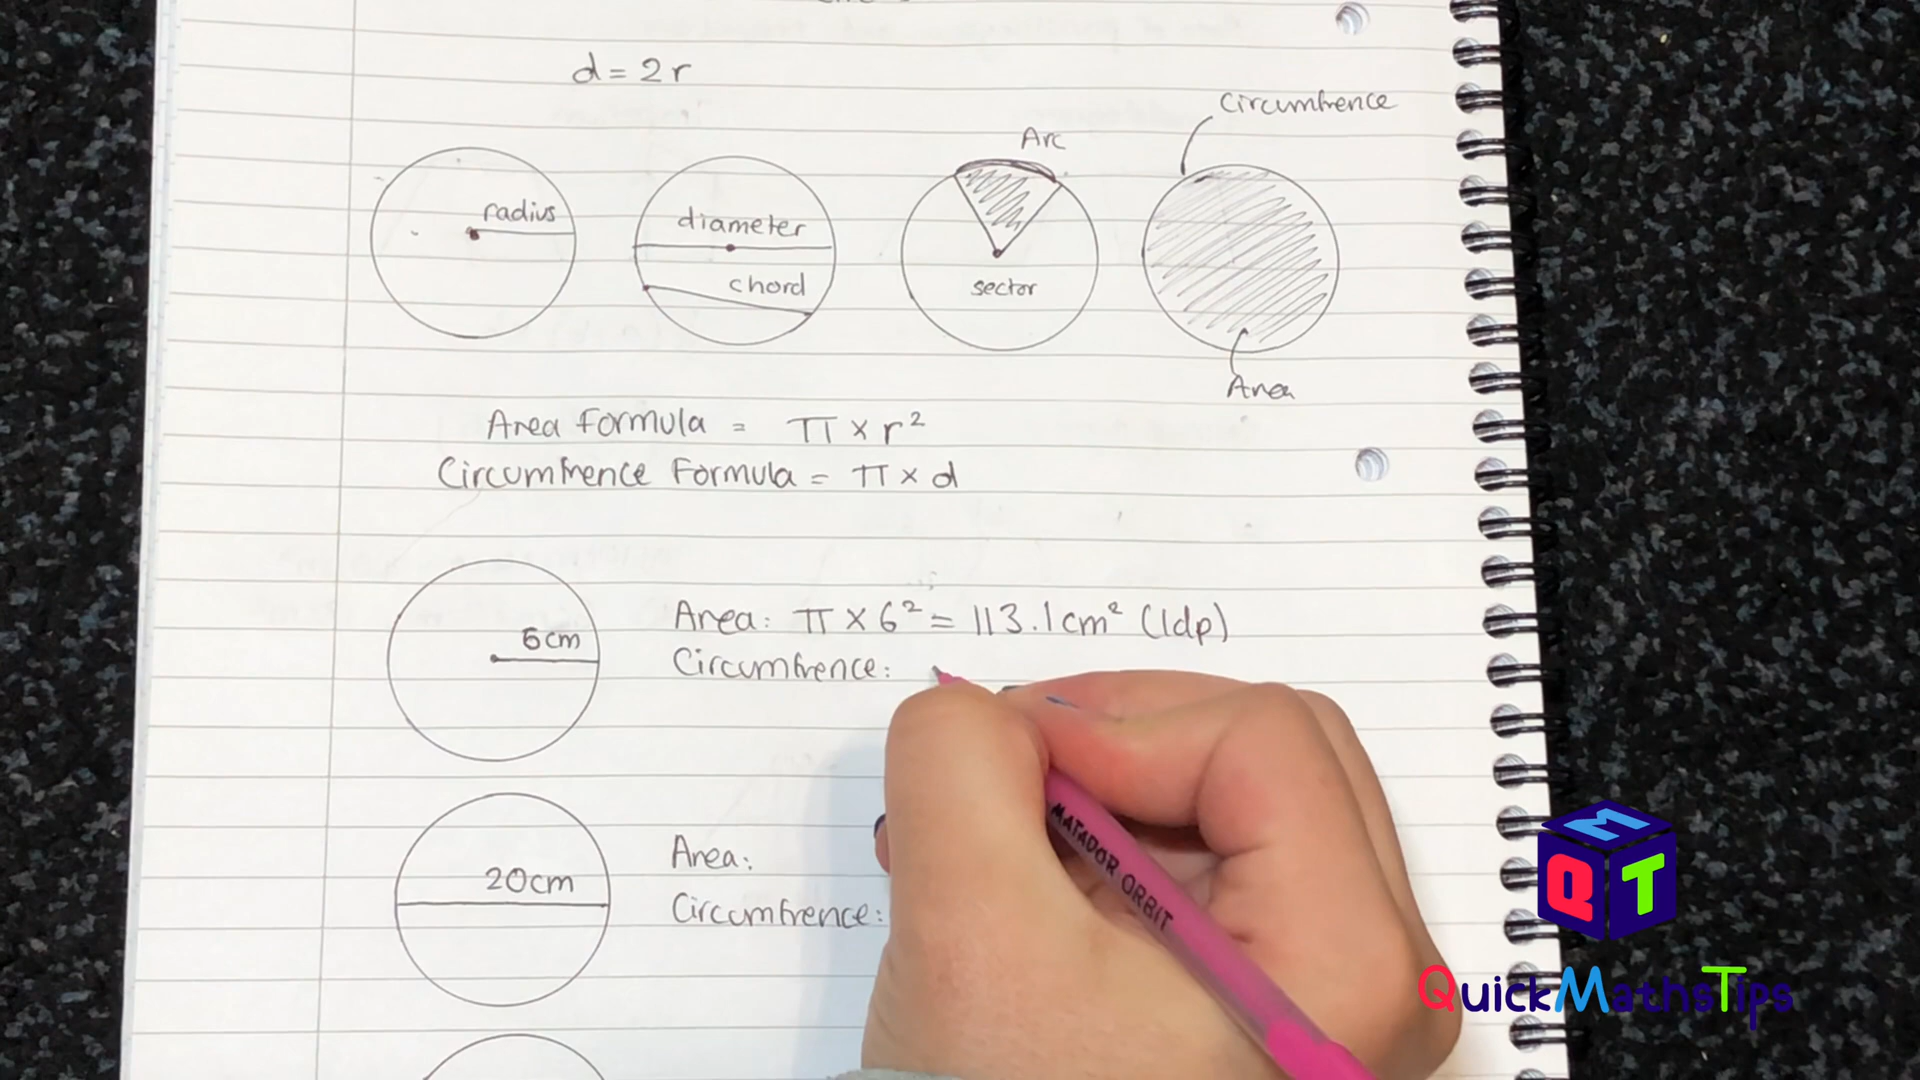 d = 2r
Circumfrence
Arc
radius
diameter
chord
sector
Area
Area Formula = π × r²
Circumfrence Formula = π × d
6cm
Area: π × 6² = 113.1cm² (1dp)
Circumfrence:
20cm
Area:
Circumfrence:
MATADOR ORBIT
M
Q T
QuickMathsTips